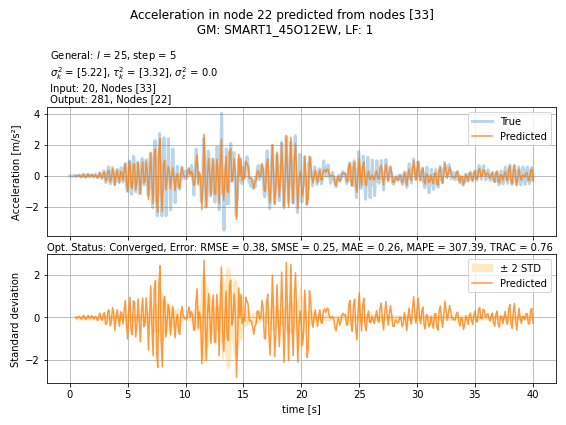 Acceleration in node 22 predicted from nodes [33]
GM: SMART1_45O12EW, LF: 1
General: l = 25, step = 5
σ²ₖ = [5.22], τ²ₖ = [3.32], σ²ε = 0.0
Input: 20, Nodes [33]
Output: 281, Nodes [22]
4
2
0
−2
Acceleration [m/s²]
True
Predicted
Opt. Status: Converged, Error: RMSE = 0.38, SMSE = 0.25, MAE = 0.26, MAPE = 307.39, TRAC = 0.76
2
0
−2
Standard deviation
± 2 STD
Predicted
0 5 10 15 20 25 30 35 40
time [s]